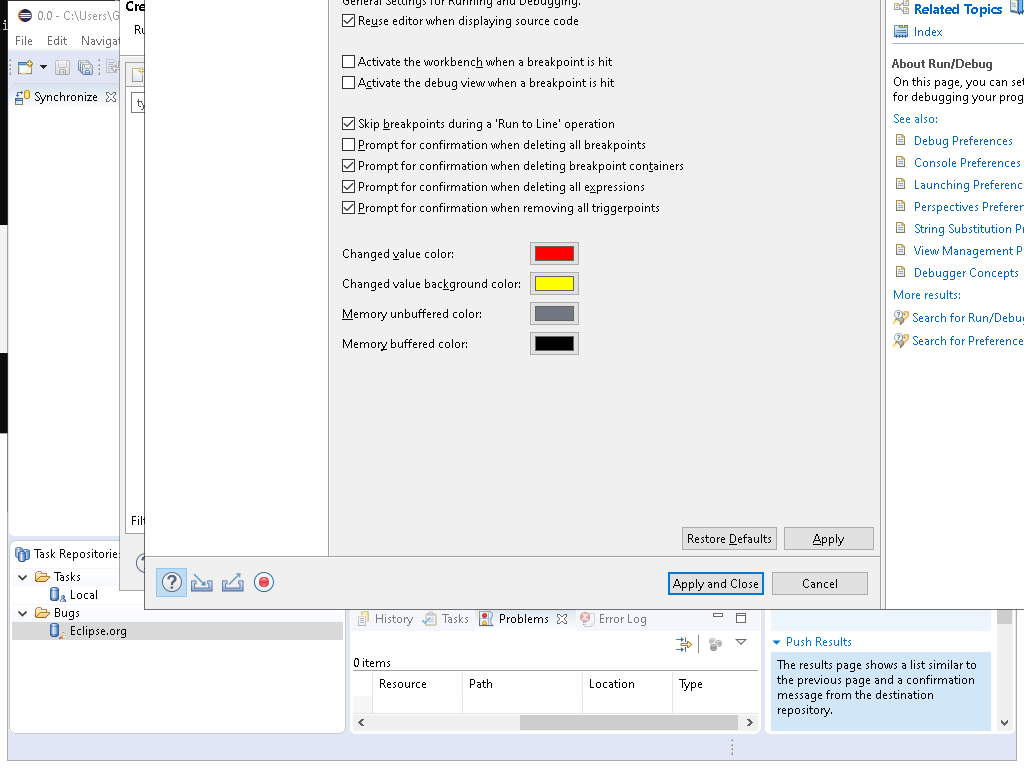 0.0 - C:\Users\G
Cre
General Settings for Running and Debugging.
Related Topics
File Edit Navigat
Ru
Reuse editor when displaying source code
Index
Synchronize
ty
Activate the workbench when a breakpoint is hit
Activate the debug view when a breakpoint is hit
About Run/Debug
On this page, you can set
for debugging your prog
See also:
Skip breakpoints during a 'Run to Line' operation
Prompt for confirmation when deleting all breakpoints
Prompt for confirmation when deleting breakpoint containers
Prompt for confirmation when deleting all expressions
Prompt for confirmation when removing all triggerpoints
Debug Preferences
Console Preferences
Launching Preferenc
Perspectives Preferen
String Substitution Pr
View Management P
Debugger Concepts
More results:
Search for Run/Debug
Search for Preference
Changed value color:
Changed value background color:
Memory unbuffered color:
Memory buffered color:
Filt
Restore Defaults Apply
Apply and Close Cancel
Task Repositories
Tasks
Local
Bugs
Eclipse.org
History Tasks Problems Error Log
0 items
Resource Path Location Type
Push Results
The results page shows a list similar to
the previous page and a confirmation
message from the destination
repository.